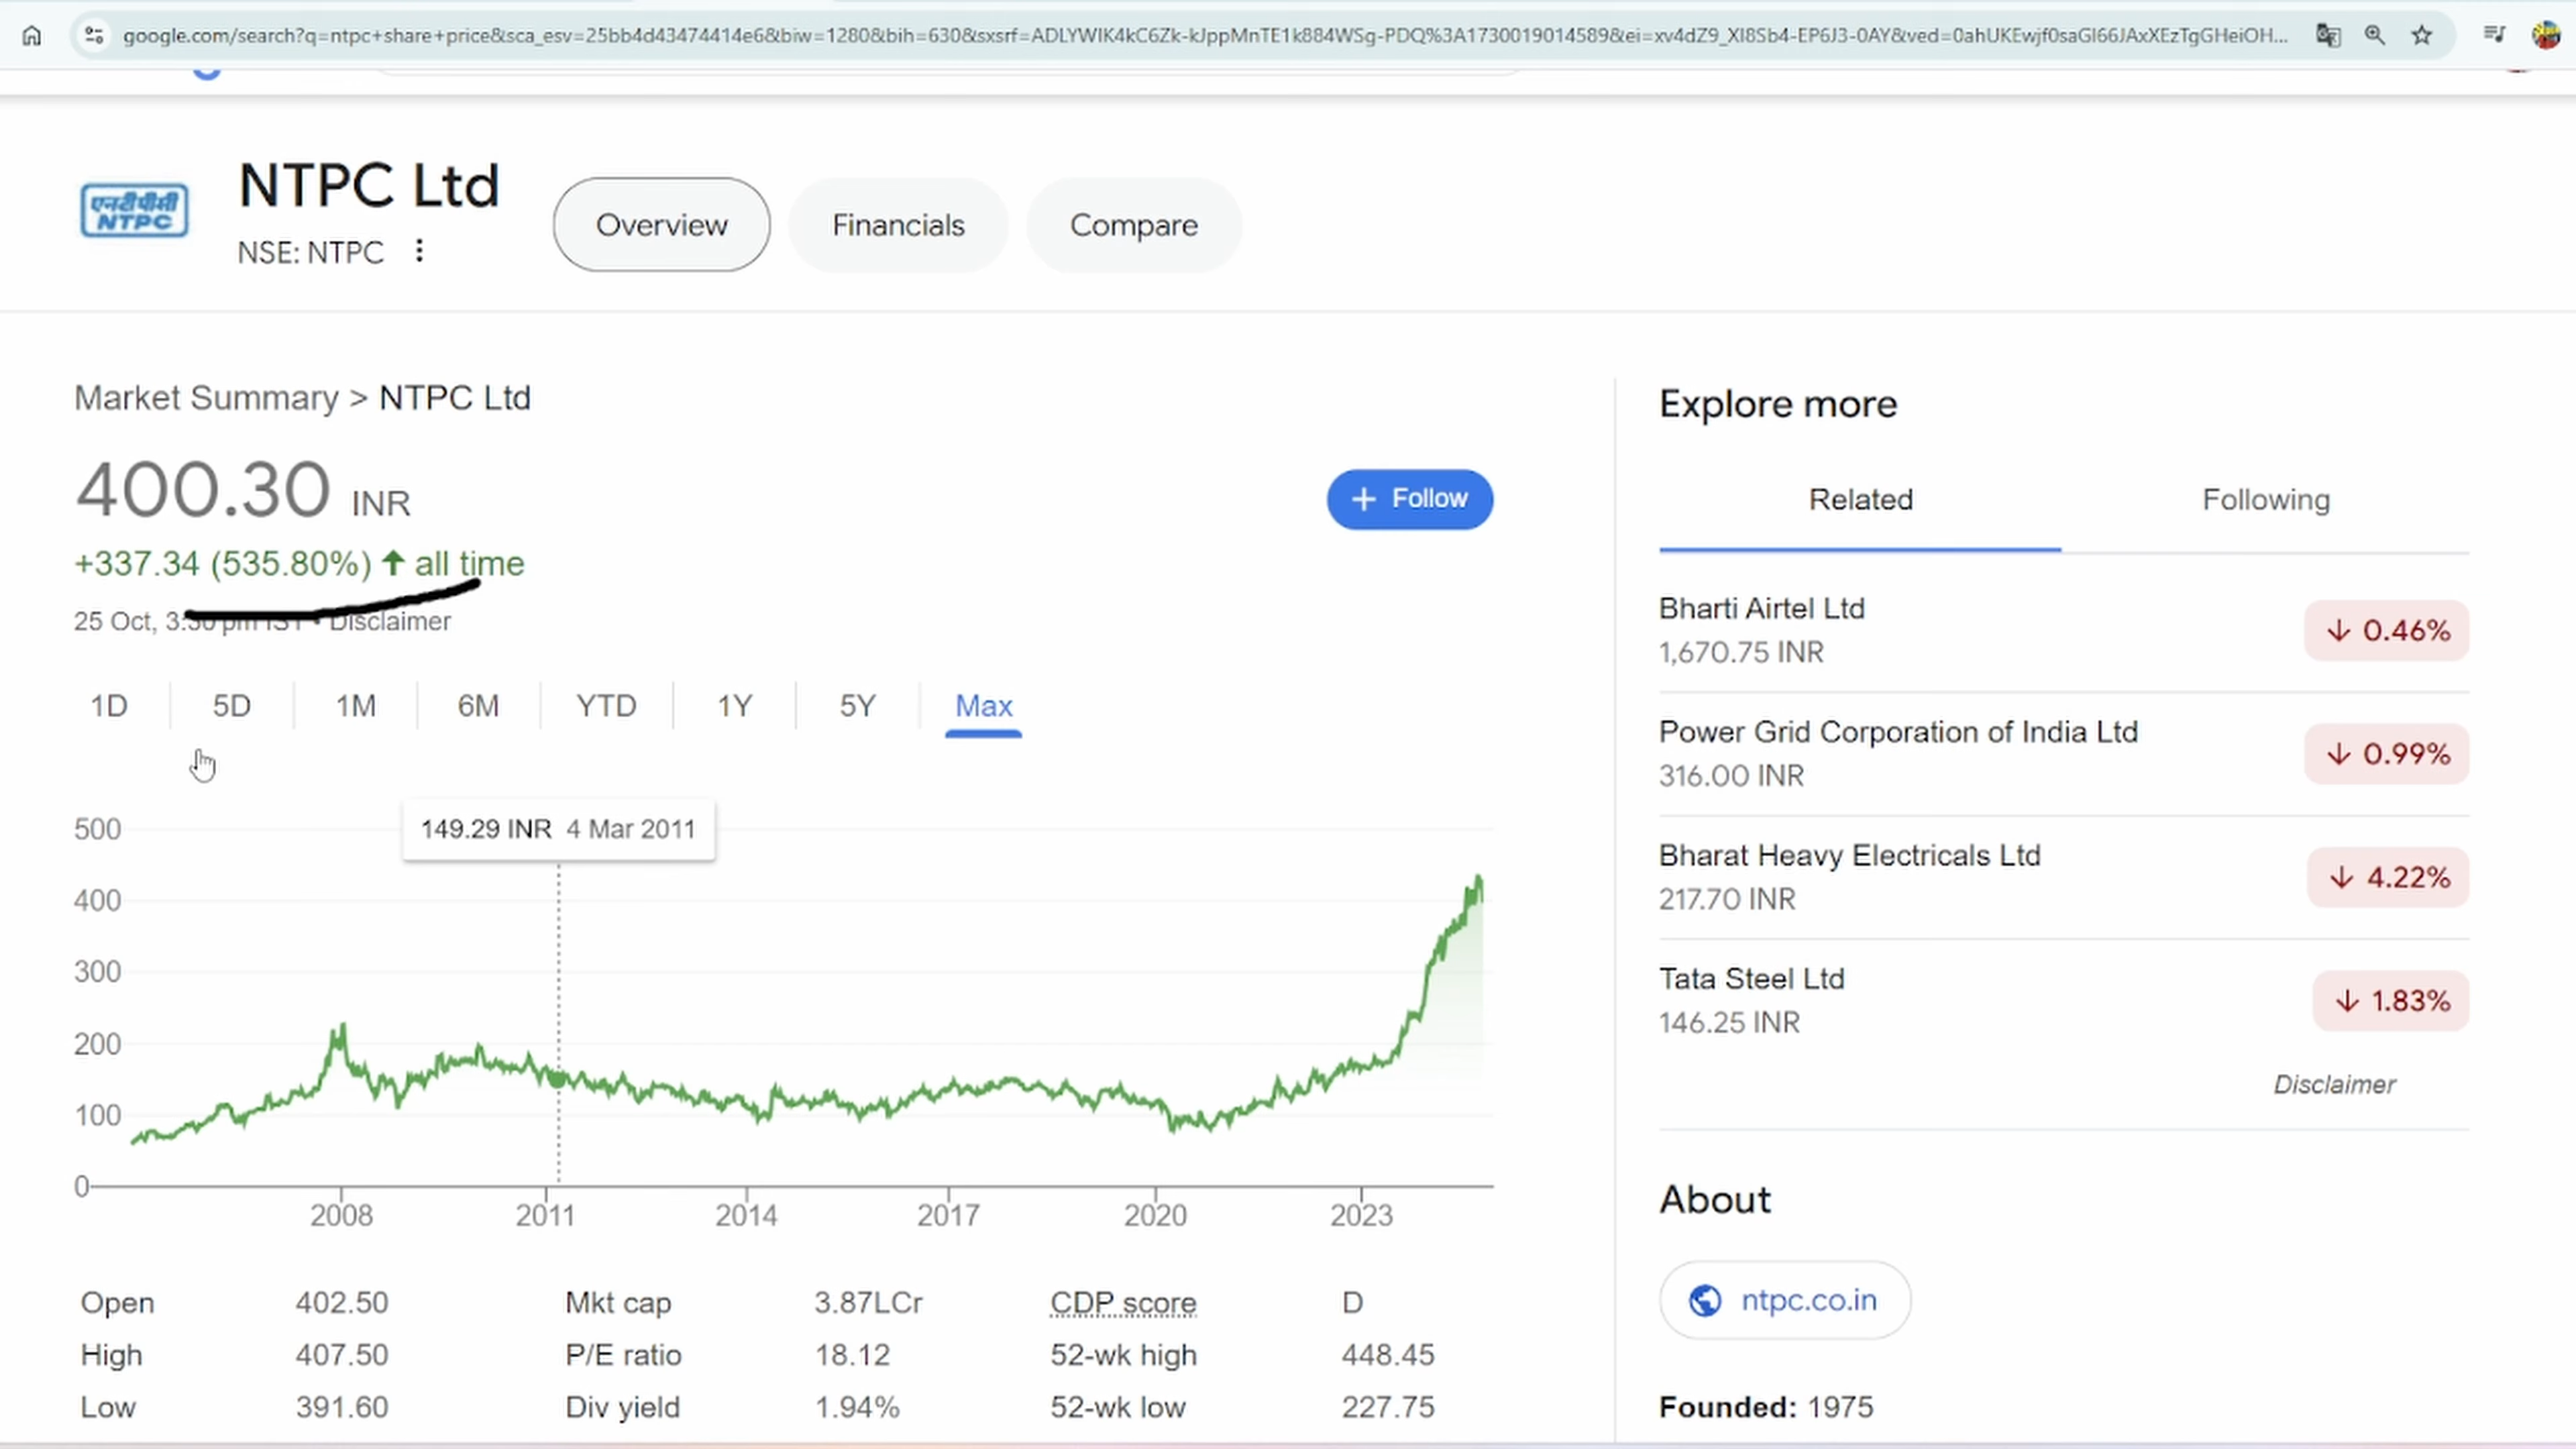 google.com/search?q=ntpc+share+price&sca_esv=25bb4d43474414e6&biw=1280&bih=630&sxsrf=ADLYWIK4kC6Zk-kJppMnTE1k884WSg-PDQ%3A1730019014589&ei=xv4dZ9_XI8Sb4-EP6J3-0AY&ved=0ahUKEwjf0saGl66JAxXEzTgGHeiOH...
एनटीपीसी
NTPC
NTPC Ltd
NSE: NTPC
Overview
Financials
Compare
Market Summary > NTPC Ltd
400.30 INR
+ Follow
+337.34 (535.80%) ↑ all time
25 Oct, 3:30 pm IST • Disclaimer
1D 5D 1M 6M YTD 1Y 5Y Max
149.29 INR 4 Mar 2011
500
400
300
200
100
0
2008 2011 2014 2017 2020 2023
Open 402.50 Mkt cap 3.87LCr CDP score D
High 407.50 P/E ratio 18.12 52-wk high 448.45
Low 391.60 Div yield 1.94% 52-wk low 227.75
Explore more
Related Following
Bharti Airtel Ltd
1,670.75 INR
↓ 0.46%
Power Grid Corporation of India Ltd
316.00 INR
↓ 0.99%
Bharat Heavy Electricals Ltd
217.70 INR
↓ 4.22%
Tata Steel Ltd
146.25 INR
↓ 1.83%
Disclaimer
About
ntpc.co.in
Founded: 1975